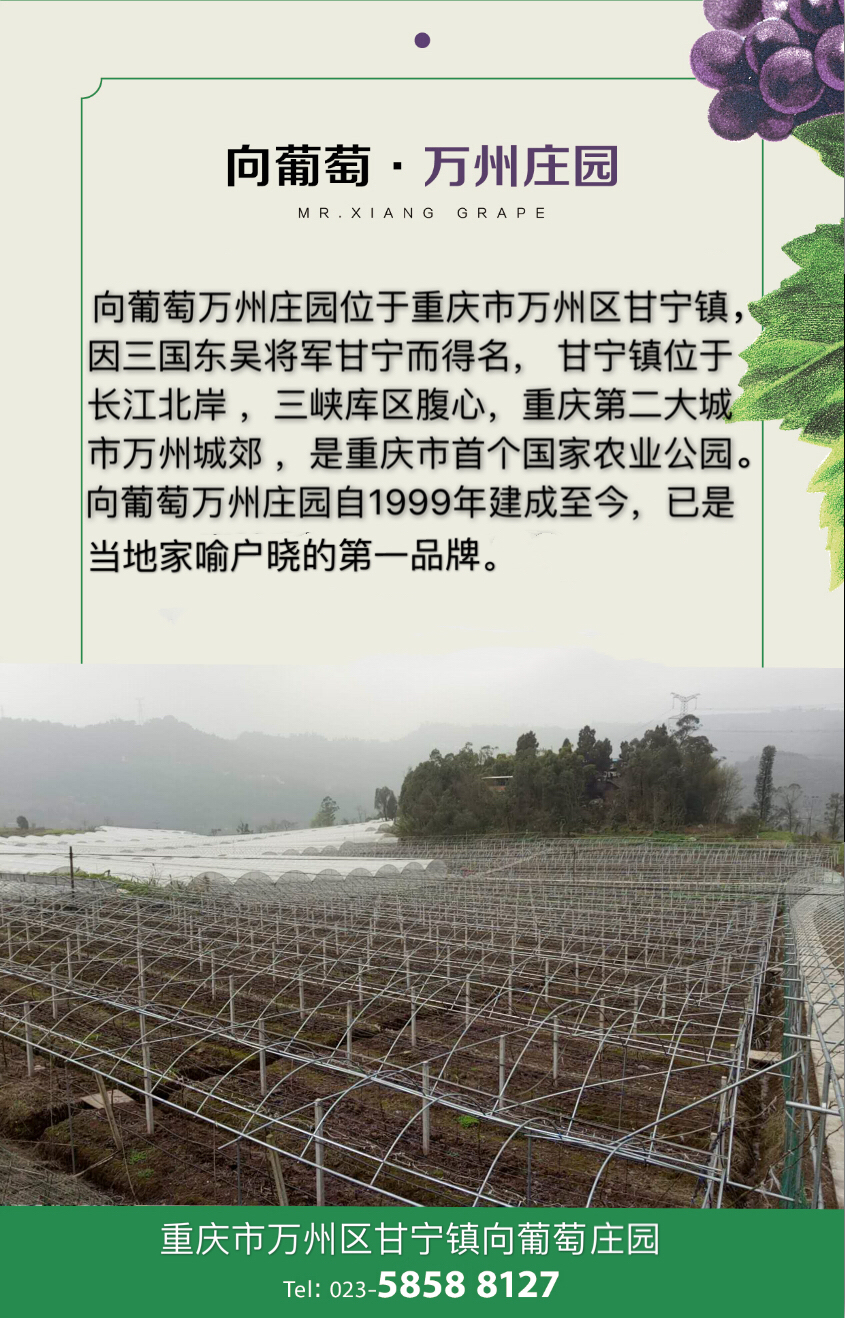 向葡萄·万州庄园
MR.XIANG GRAPE
向葡萄万州庄园位于重庆市万州区甘宁镇，
因三国东吴将军甘宁而得名， 甘宁镇位于
长江北岸 ，三峡库区腹心，重庆第二大城
市万州城郊 ，是重庆市首个国家农业公园。
向葡萄万州庄园自1999年建成至今，已是
当地家喻户晓的第一品牌。
重庆市万州区甘宁镇向葡萄庄园
Tel: 023-5858 8127